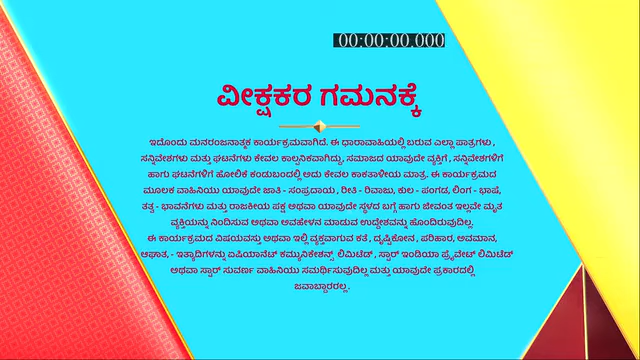 00:00:00.000
ವೀಕ್ಷಕರ ಗಮನಕ್ಕೆ
ಇದೊಂದು ಮನರಂಜನಾತ್ಮಕ ಕಾರ್ಯಕ್ರಮವಾಗಿದೆ. ಈ ಧಾರಾವಾಹಿಯಲ್ಲಿ ಬರುವ ಎಲ್ಲಾ ಪಾತ್ರಗಳು ,
ಸನ್ನಿವೇಶಗಳು ಮತ್ತು ಘಟನೆಗಳು ಕೇವಲ ಕಾಲ್ಪನಿಕವಾಗಿದ್ದು, ಸಮಾಜದ ಯಾವುದೇ ವ್ಯಕ್ತಿಗೆ , ಸನ್ನಿವೇಶಗಳಿಗೆ
ಹಾಗು ಘಟನೆಗಳಿಗೆ ಹೋಲಿಕೆ ಕಂಡುಬಂದಲ್ಲಿ ಅದು ಕೇವಲ ಕಾಕತಾಳೀಯ ಮಾತ್ರ. ಈ ಕಾರ್ಯಕ್ರಮದ
ಮೂಲಕ ವಾಹಿನಿಯು ಯಾವುದೇ ಜಾತಿ - ಸಂಪ್ರದಾಯ , ರೀತಿ - ರಿವಾಜು, ಕುಲ - ಪಂಗಡ, ಲಿಂಗ - ಭಾಷೆ,
ತತ್ವ - ಭಾವನೆಗಳು ಮತ್ತು ರಾಜಕೀಯ ಪಕ್ಷ ಅಥವಾ ಯಾವುದೇ ಸ್ಥಳದ ಬಗ್ಗೆ ಹಾಗು ಜೀವಂತ ಇಲ್ಲವೇ ಮೃತ
ವ್ಯಕ್ತಿಯನ್ನು ನಿಂದಿಸುವ ಅಥವಾ ಅವಹೇಳನ ಮಾಡುವ ಉದ್ದೇಶವನ್ನು ಹೊಂದಿರುವುದಿಲ್ಲ.
ಈ ಕಾರ್ಯಕ್ರಮದ ವಿಷಯವಸ್ತು ಅಥವಾ ಇಲ್ಲಿ ವ್ಯಕ್ತವಾಗುವ ಕತೆ , ದೃಷ್ಟಿಕೋನ , ಪರಿಹಾರ, ಅವಮಾನ,
ಆಘಾತ, - ಇತ್ಯಾದಿಗಳನ್ನು ಏಷಿಯಾನೆಟ್ ಕಮ್ಯುನಿಕೇಶನ್ಸ್ ಲಿಮಿಟೆಡ್ , ಸ್ಟಾರ್ ಇಂಡಿಯಾ ಪ್ರೈವೇಟ್ ಲಿಮಿಟೆಡ್
ಅಥವಾ ಸ್ಟಾರ್ ಸುವರ್ಣ ವಾಹಿನಿಯು ಸಮರ್ಥಿಸುವುದಿಲ್ಲ ಮತ್ತು ಯಾವುದೇ ಪ್ರಕಾರದಲ್ಲಿ
ಜವಾಬ್ದಾರರಲ್ಲ.